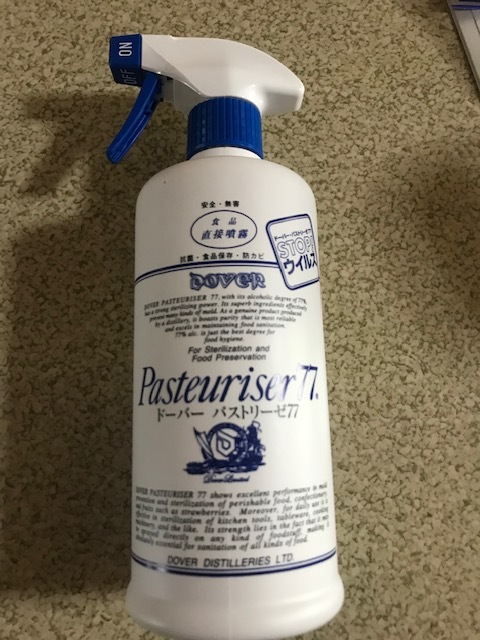 ON
OFF
安全・無害
食品
直接噴霧
抗菌・食品保存・防カビ
ドーバー パストリーゼ77
STOP!
ウイルス
DOVER
DOVER PASTEURISER 77, with its alcoholic degree of 77%,
has a strong sterilizing power. Its superb ingredients effectively
prevent many kinds of mold. As a genuine product produced
by a distillery, it boasts purity that is most reliable
and excels in maintaining food sanitation.
77% alc. is just the best degree for
food hygiene.
For Sterilization and
Food Preservation
Pasteuriser 77®
ドーバー パストリーゼ77
Dover Limited
DOVER PASTEURISER 77 shows excellent performance in mold
prevention and sterilization of perishable food, confectionery
and fruits such as strawberries. Moreover, for daily use it is
effective in sterilization of kitchen tools, tableware, cooking
machinery, and the like. Its strength lies in the fact that it may
be sprayed directly on any kind of foodstuff, making it
absolutely essential for sanitation of all kinds of food.
DOVER DISTILLERIES LTD.